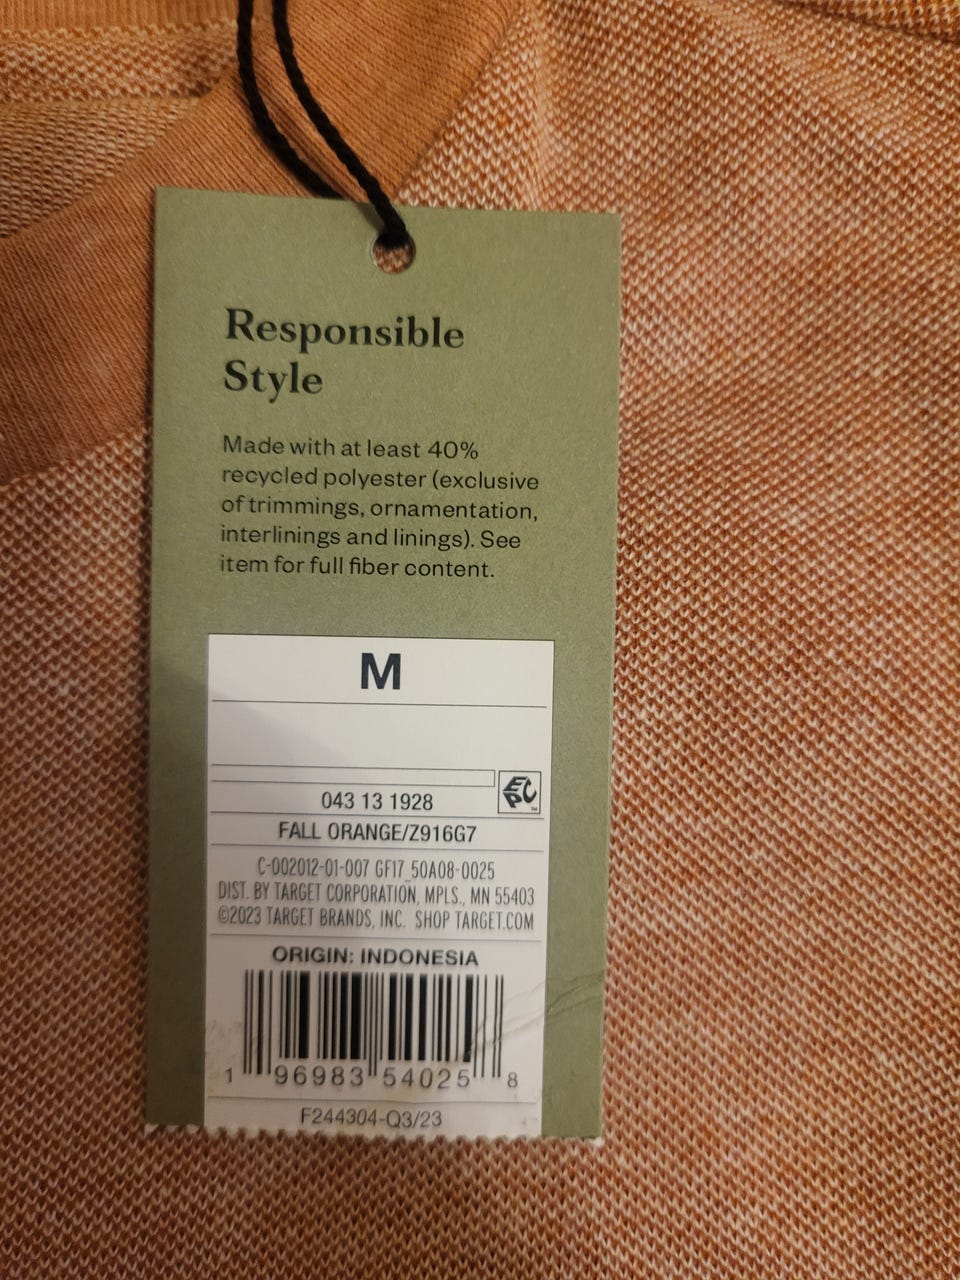 Responsible
Style
Made with at least 40%
recycled polyester (exclusive
of trimmings, ornamentation,
interlinings and linings). See
item for full fiber content.
M
EPC
™
043 13 1928
FALL ORANGE/Z916G7
C-002012-01-007 GF17_50A08-0025
DIST. BY TARGET CORPORATION, MPLS., MN 55403
©2023 TARGET BRANDS, INC. SHOP TARGET.COM
ORIGIN: INDONESIA
1 96983 54025 8
F244304-Q3/23